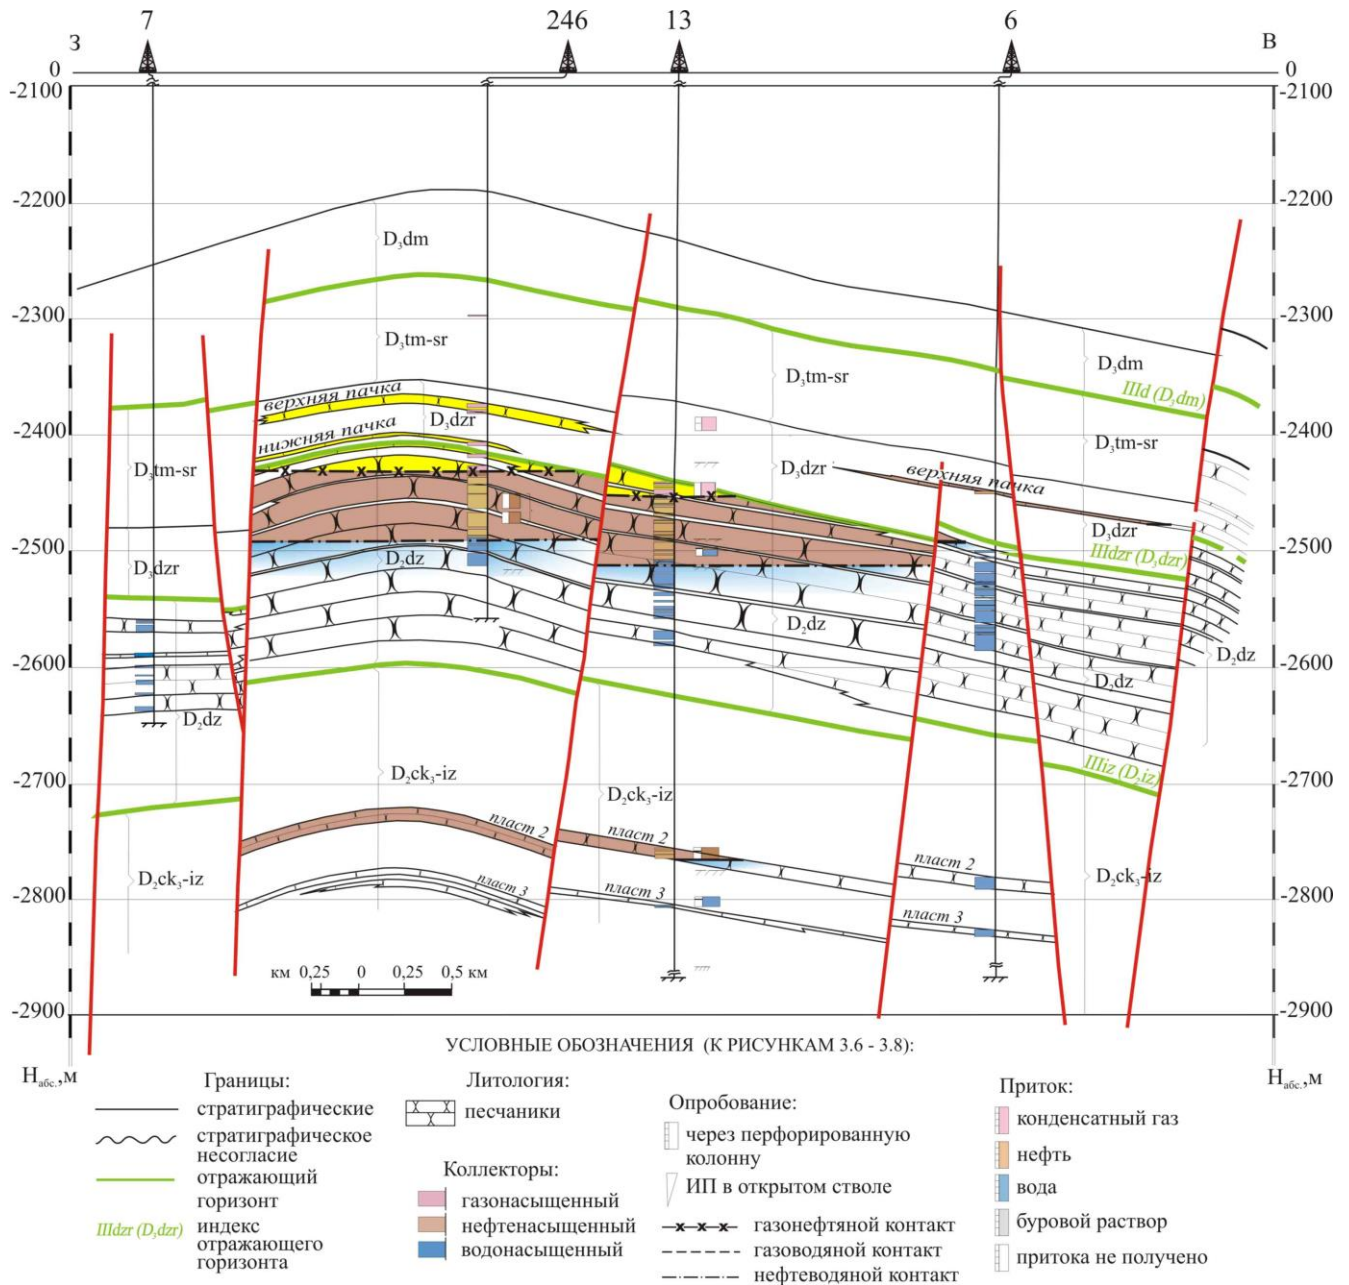 7 246 13 6
З В
0 0
-2100 -2100
-2200 -2200
D₃dm
-2300 -2300
D₃tm-sr
D₃dm
D₃tm-sr
IIId (D₃dm)
верхняя пачка
D₃dzr
-2400 -2400
нижняя пачка
D₃tm-sr
D₃tm-sr
D₃dzr
верхняя пачка
D₃dzr
-2500 -2500
IIIdzr (D₃dzr)
D₂dz
D₃dzr
D₂dz
-2600 -2600
D₂dz
D₂dz
D₂dz
-2700 -2700
IIIiz (D₂iz)
D₂ck₃-iz
D₂ck₃-iz
пласт 2
пласт 2
пласт 2
D₂ck₃-iz
D₂ck₃-iz
-2800 -2800
пласт 3
пласт 3
пласт 3
км 0,25 0 0,25 0,5 км
-2900 -2900
УСЛОВНЫЕ ОБОЗНАЧЕНИЯ (К РИСУНКАМ 3.6 - 3.8):
Hабс.,м Hабс.,м
Границы:
стратиграфические
стратиграфическое
несогласие
отражающий
горизонт
IIIdzr (D₃dzr) индекс
отражающего
горизонта
Литология:
песчаники
Коллекторы:
газонасыщенный
нефтенасыщенный
водонасыщенный
Опробование:
через перфорированную
колонну
ИП в открытом стволе
газонефтяной контакт
газоводяной контакт
нефтеводяной контакт
Приток:
конденсатный газ
нефть
вода
буровой раствор
притока не получено